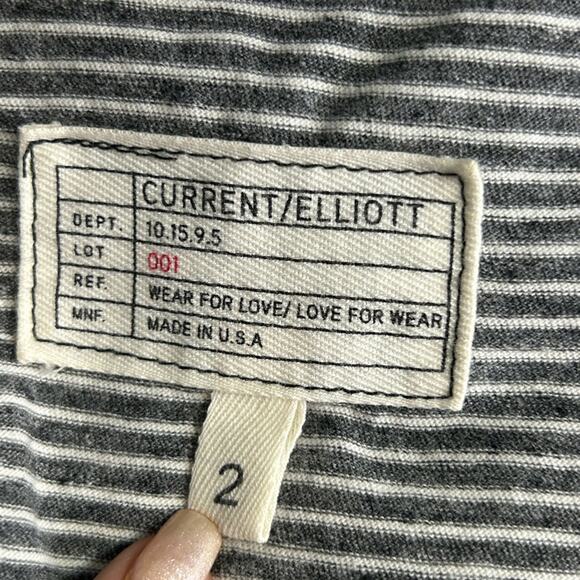 CURRENT/ELLIOTT
DEPT. 10.15.9.5
LOT 001
REF. WEAR FOR LOVE/ LOVE FOR WEAR
MNF. MADE IN U.S.A
2